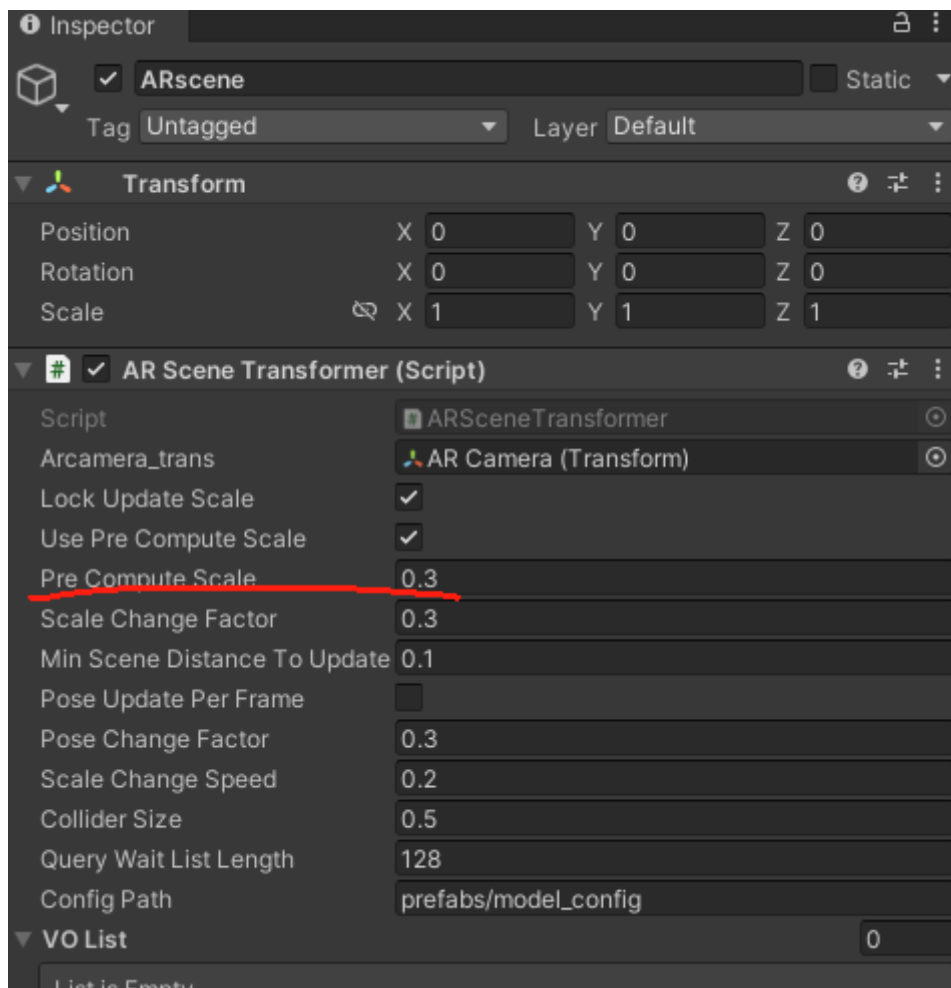 Inspector
ARscene Static
Tag Untagged Layer Default
Transform
Position X 0 Y 0 Z 0
Rotation X 0 Y 0 Z 0
Scale X 1 Y 1 Z 1
# AR Scene Transformer (Script)
Script # ARSceneTransformer
Arcamera_trans AR Camera (Transform)
Lock Update Scale
Use Pre Compute Scale
Pre Compute Scale 0.3
Scale Change Factor 0.3
Min Scene Distance To Update 0.1
Pose Update Per Frame
Pose Change Factor 0.3
Scale Change Speed 0.2
Collider Size 0.5
Query Wait List Length 128
Config Path prefabs/model_config
VO List 0
List is Empty